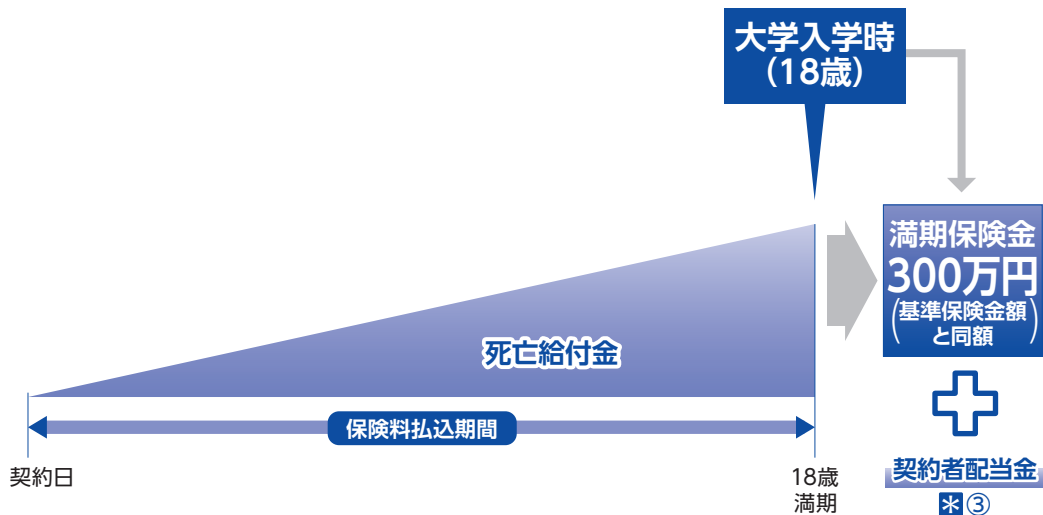 大学入学時
(18歳)
満期保険金
300万円
(基準保険金額
と同額)
死亡給付金
保険料払込期間
契約日
18歳
満期
契約者配当金
*③